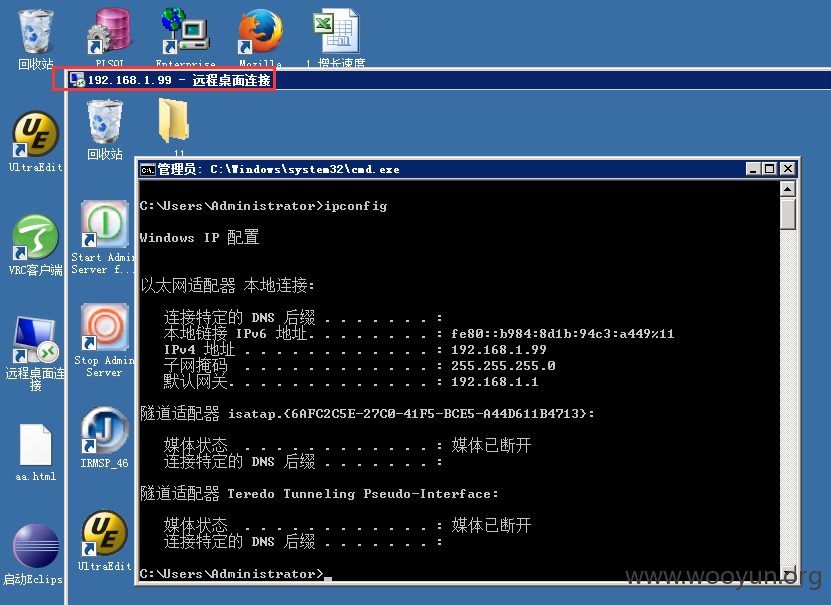 回收站
PLSQL
Enterprise
Mozilla
1_增长速度
192.168.1.99 - 远程桌面连接
UltraEdit
VRC客户端
远程桌面连
接
aa.html
启动Eclips
回收站
11
Start Admin
Server f...
Stop Admin
Server
IRMSP_46
UltraEdit
管理员: C:\Windows\system32\cmd.exe
C:\Users\Administrator>ipconfig
Windows IP 配置
以太网适配器 本地连接:
连接特定的 DNS 后缀 . . . . . . . :
本地链接 IPv6 地址. . . . . . . . : fe80::b984:8d1b:94c3:a449%11
IPv4 地址 . . . . . . . . . . . . : 192.168.1.99
子网掩码 . . . . . . . . . . . . : 255.255.255.0
默认网关. . . . . . . . . . . . . : 192.168.1.1
隧道适配器 isatap.{6AFC2C5E-27C0-41F5-BCE5-A44D611B4713}:
媒体状态 . . . . . . . . . . . . : 媒体已断开
连接特定的 DNS 后缀 . . . . . . . :
隧道适配器 Teredo Tunneling Pseudo-Interface:
媒体状态 . . . . . . . . . . . . : 媒体已断开
连接特定的 DNS 后缀 . . . . . . . :
C:\Users\Administrator>
www.wooyun.org